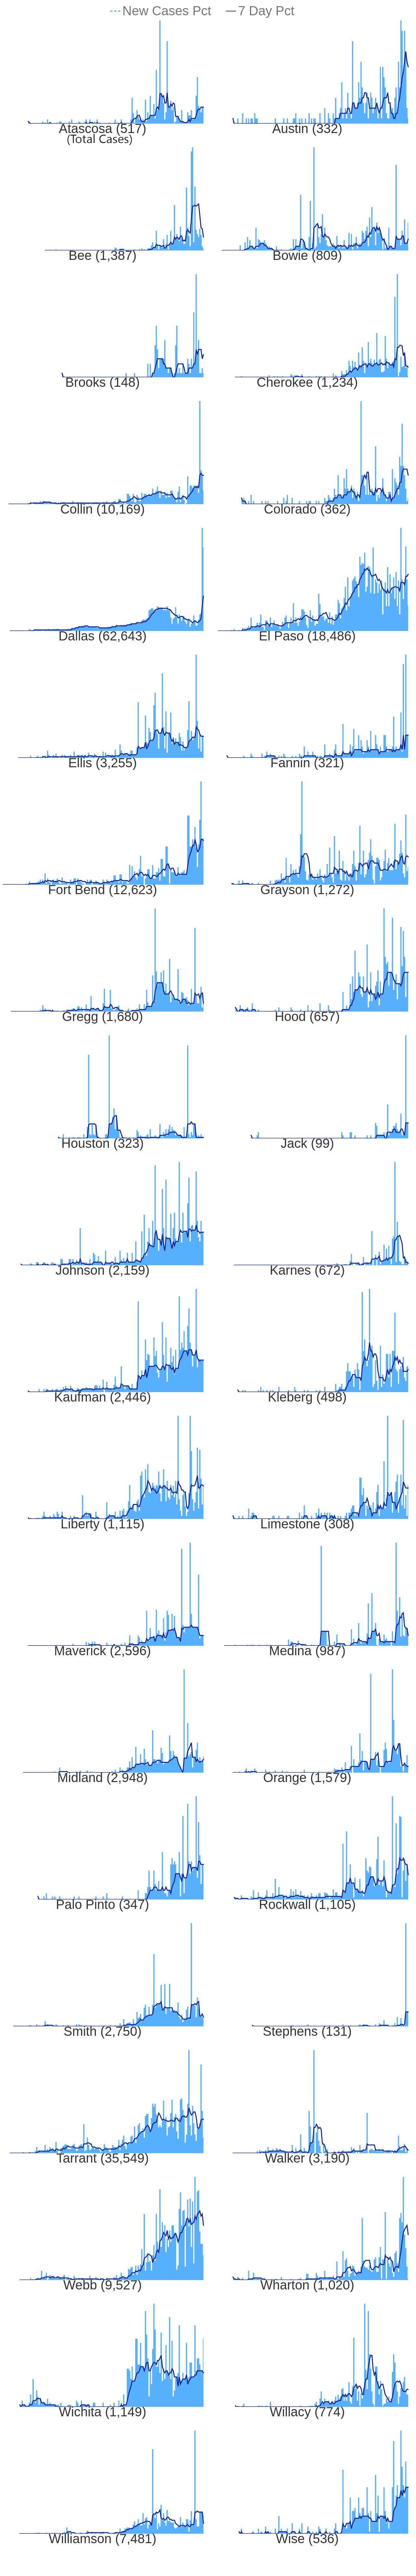 New Cases Pct 7 Day Pct
Atascosa (517) Austin (332)
(Total Cases)
Bee (1,387) Bowie (809)
Brooks (148) Cherokee (1,234)
Collin (10,169) Colorado (362)
Dallas (62,643) El Paso (18,486)
Ellis (3,255) Fannin (321)
Fort Bend (12,623) Grayson (1,272)
Gregg (1,680) Hood (657)
Houston (323) Jack (99)
Johnson (2,159) Karnes (672)
Kaufman (2,446) Kleberg (498)
Liberty (1,115) Limestone (308)
Maverick (2,596) Medina (987)
Midland (2,948) Orange (1,579)
Palo Pinto (347) Rockwall (1,105)
Smith (2,750) Stephens (131)
Tarrant (35,549) Walker (3,190)
Webb (9,527) Wharton (1,020)
Wichita (1,149) Willacy (774)
Williamson (7,481) Wise (536)